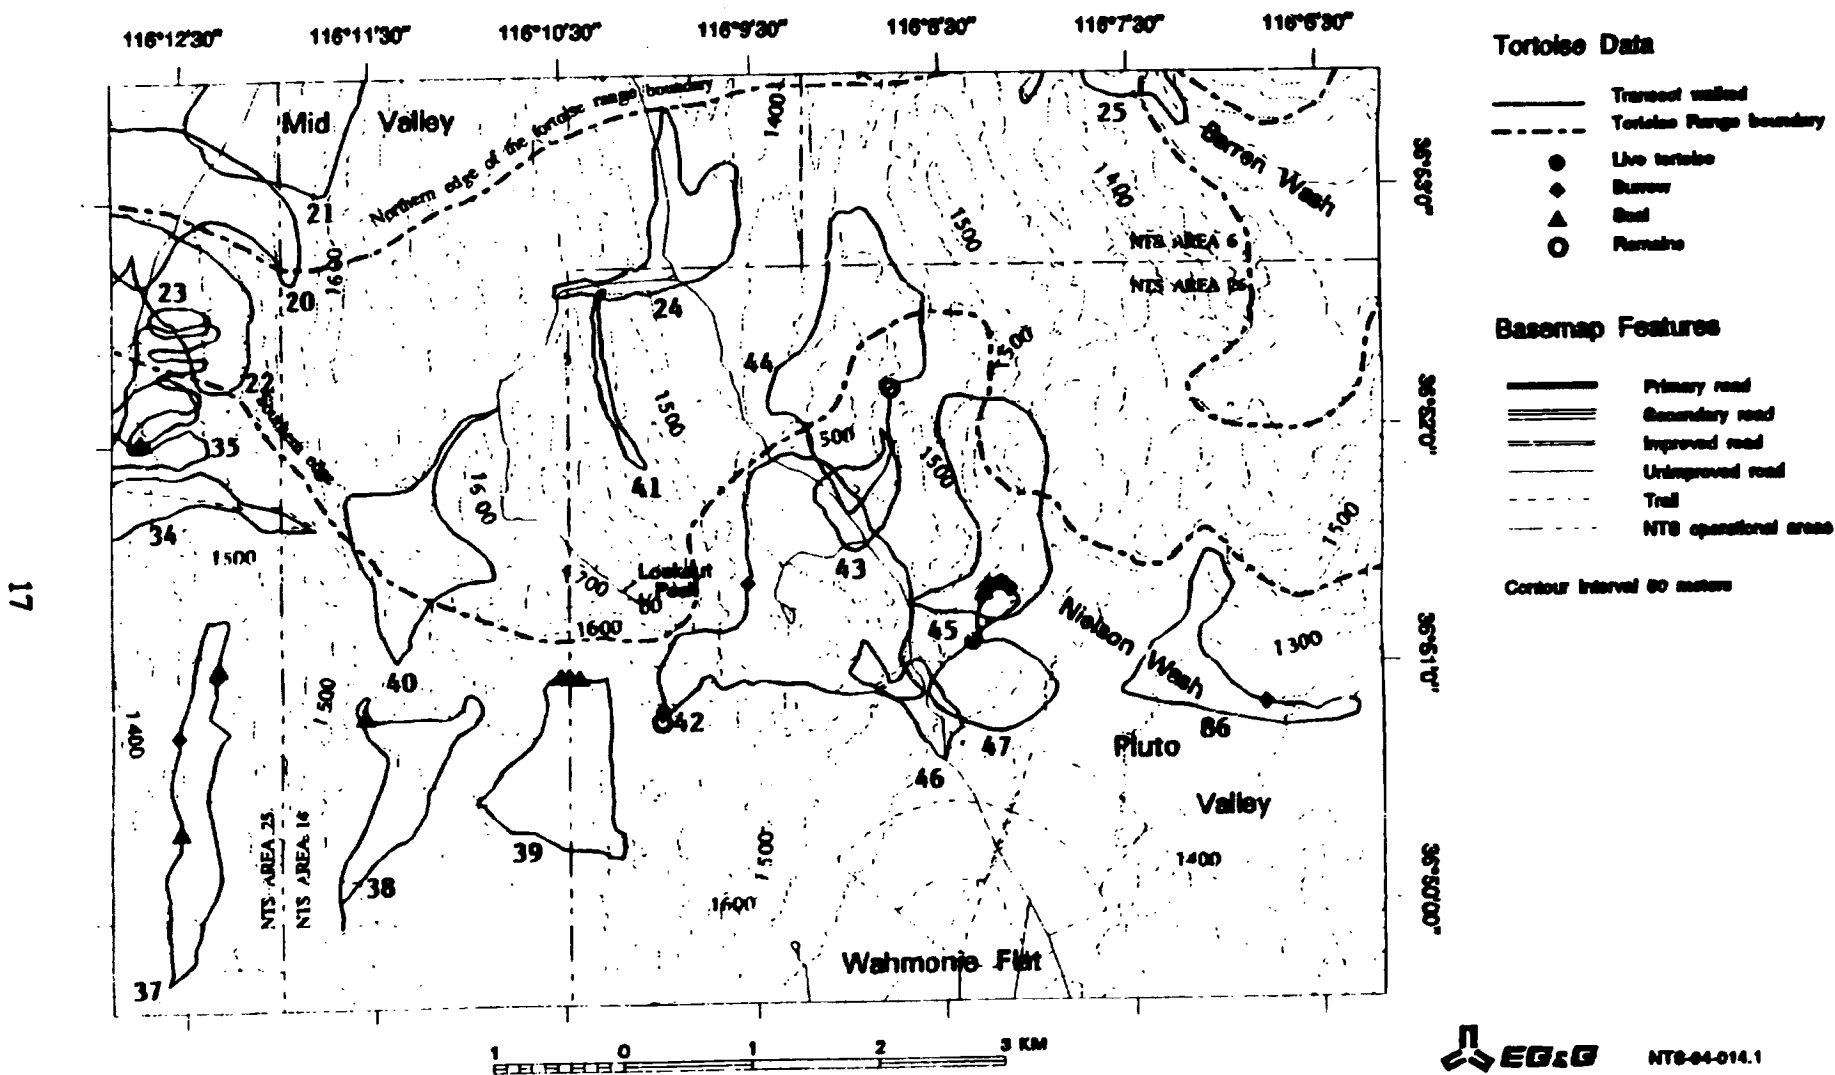 116°12'30" 116°11'30" 116°10'30" 116°9'30" 116°8'30" 116°7'30" 116°6'30"
Mid Valley
Northern edge of the tortoise range boundary
1400
25
Barren Wash
1400
1500
NTS AREA 6
NTS AREA 26
21
1600
20
23
24
22
Southern edge
44
1500
1500
500
1500
35
41
1600
34
1500
43
1500
Lookout
Peak
1700
1600
45
Nielson Wash
1300
40
1500
42
86
1400
47
Pluto
Valley
46
NTS AREA 25
NTS AREA 14
39
38
1500
1400
1600
37
Wahmonie Flat
36°53'0"
36°52'0"
36°51'0"
36°50'00"
17
1 0 1 2 3 KM
Tortoise Data
Transect walked
Tortoise Range boundary
Live tortoise
Burrow
Scat
Remains
Basemap Features
Primary road
Secondary road
Improved road
Unimproved road
Trail
NTS operational areas
Contour Interval 50 meters
EG&G
NTS-94-014.1